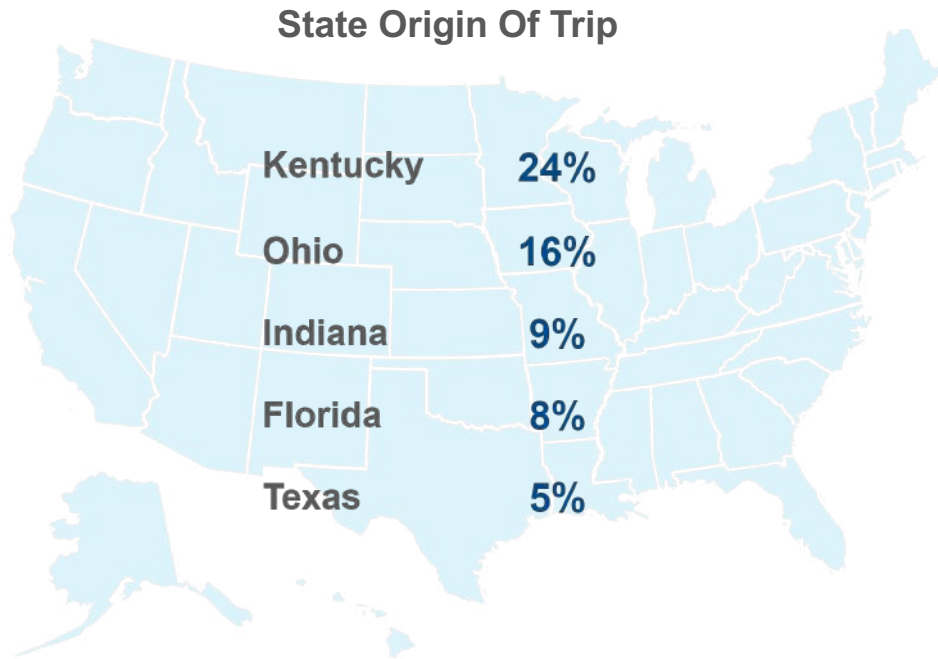 State Origin Of Trip
Kentucky 24%
Ohio 16%
Indiana 9%
Florida 8%
Texas 5%